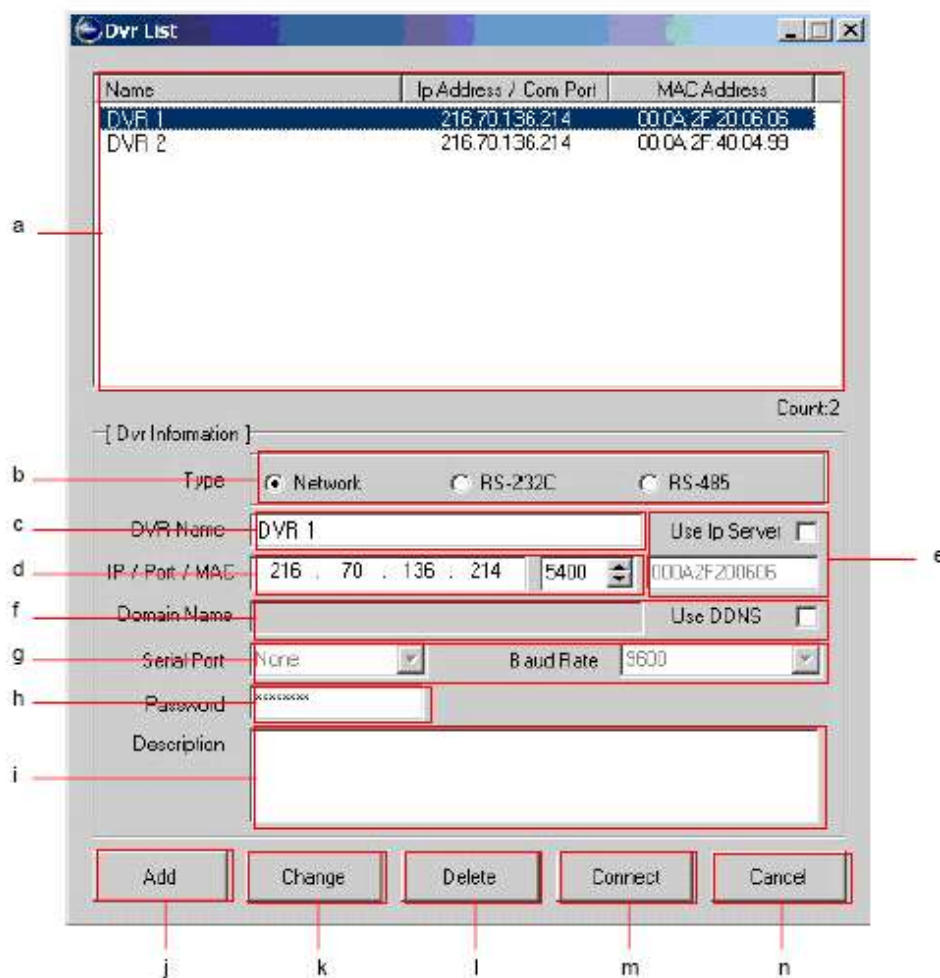 Dvr List
Name Ip Address / Com Port MAC Address
DVR 1 216.70.136.214 00:0A:2F:20:06:06
DVR 2 216.70.136.214 00:0A:2F:40:04:99
a
Count:2
[ Dvr Information ]
b Type Network RS-232C RS-485
c DVR Name DVR 1 Use Ip Server
e
d IP / Port / MAC 216 . 70 . 136 . 214 5400 000A2F200606
f Domain Name Use DDNS
g Serial Port None Baud Rate 9600
h Password xxxxxxxx
Description
i
Add Change Delete Connect Cancel
j k l m n